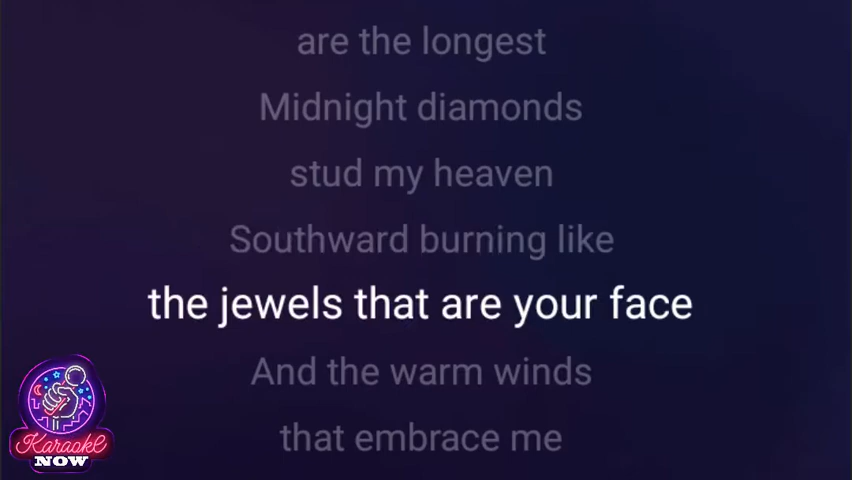 are the longest
Midnight diamonds
stud my heaven
Southward burning like
the jewels that are your face
And the warm winds
that embrace me
Karaoke
NOW